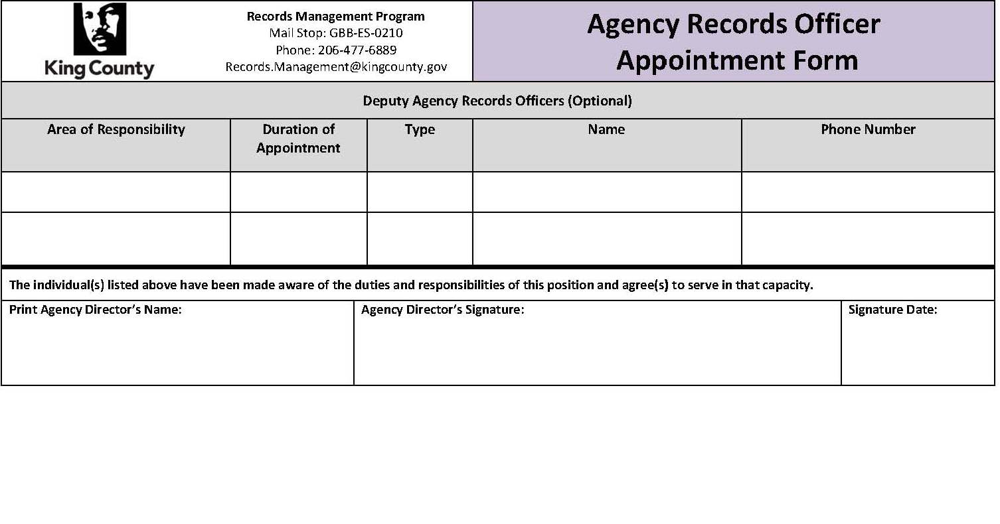 King County
Records Management Program
Mail Stop: GBB-ES-0210
Phone: 206-477-6889
Records.Management@kingcounty.gov
Agency Records Officer
Appointment Form
Deputy Agency Records Officers (Optional)
Area of Responsibility
Duration of
Appointment
Type
Name
Phone Number
The individual(s) listed above have been made aware of the duties and responsibilities of this position and agree(s) to serve in that capacity.
Print Agency Director’s Name:
Agency Director’s Signature:
Signature Date: